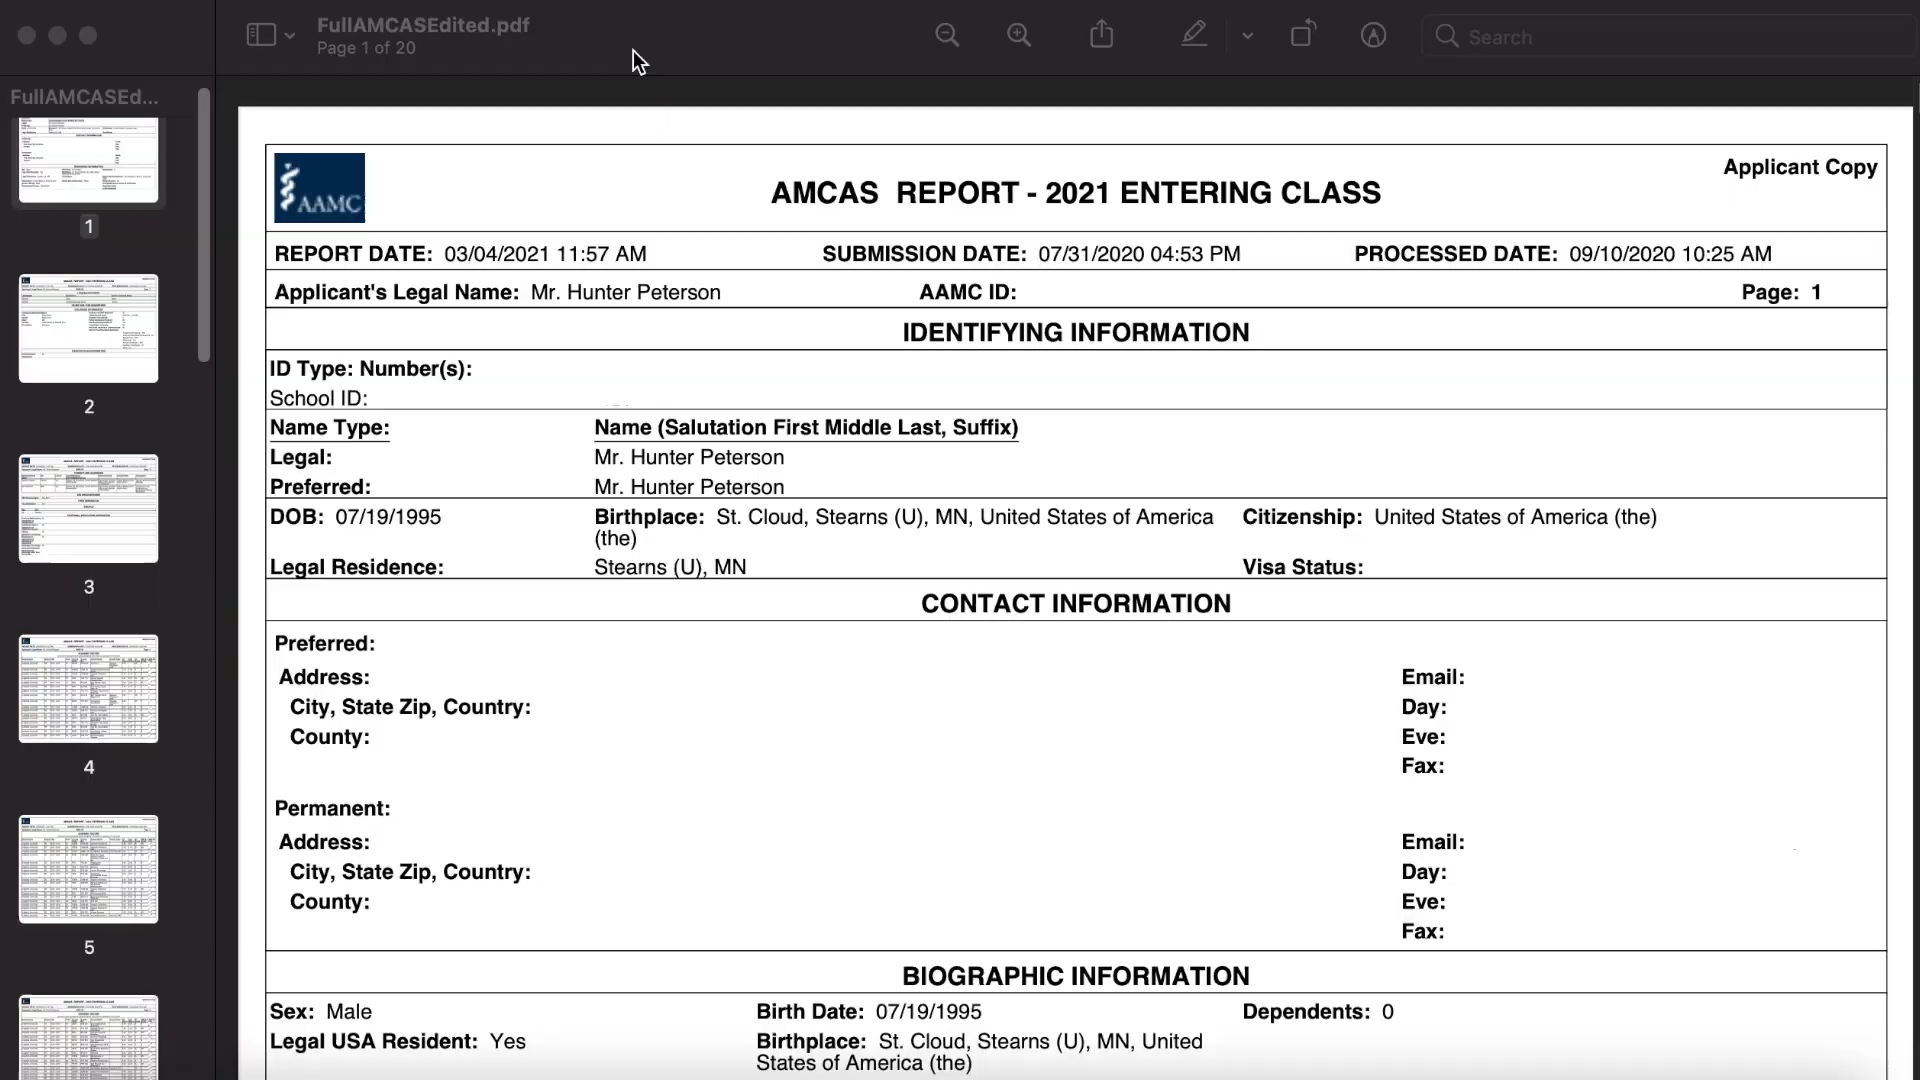 FullAMCASEdited.pdf
Page 1 of 20
Search
FullAMCASEd...
1
2
3
4
5
Applicant Copy
AAMC
AMCAS REPORT - 2021 ENTERING CLASS
REPORT DATE: 03/04/2021 11:57 AM SUBMISSION DATE: 07/31/2020 04:53 PM PROCESSED DATE: 09/10/2020 10:25 AM
Applicant's Legal Name: Mr. Hunter Peterson AAMC ID: Page: 1
IDENTIFYING INFORMATION
ID Type: Number(s):
School ID:
Name Type: Name (Salutation First Middle Last, Suffix)
Legal: Mr. Hunter Peterson
Preferred: Mr. Hunter Peterson
DOB: 07/19/1995 Birthplace: St. Cloud, Stearns (U), MN, United States of America Citizenship: United States of America (the)
(the)
Legal Residence: Stearns (U), MN Visa Status:
CONTACT INFORMATION
Preferred:
Address: Email:
City, State Zip, Country: Day:
County: Eve:
Fax:
Permanent:
Address: Email:
City, State Zip, Country: Day:
County: Eve:
Fax:
BIOGRAPHIC INFORMATION
Sex: Male Birth Date: 07/19/1995 Dependents: 0
Legal USA Resident: Yes Birthplace: St. Cloud, Stearns (U), MN, United
States of America (the)